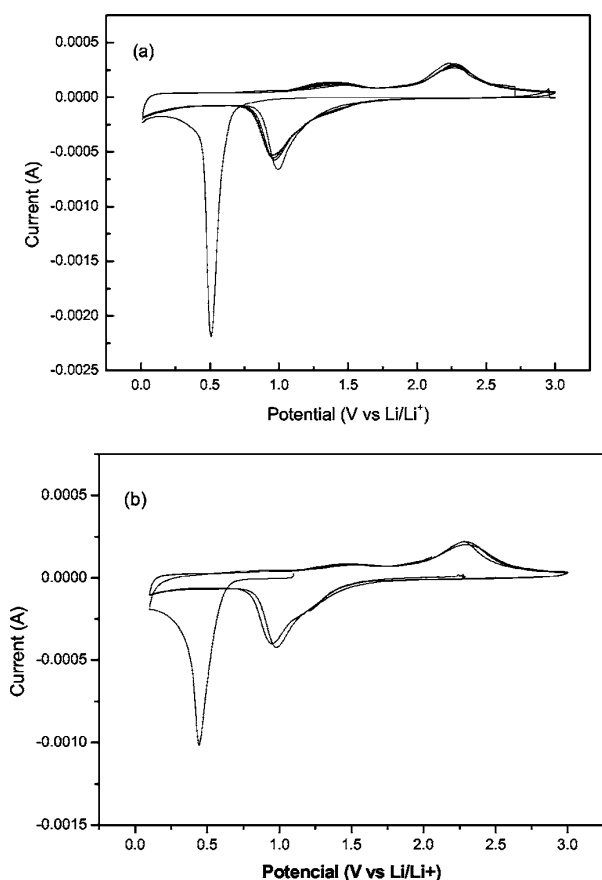 (a)
0.0005
0.0000
-0.0005
-0.0010
-0.0015
-0.0020
-0.0025
Current (A)
0.0 0.5 1.0 1.5 2.0 2.5 3.0
Potential (V vs Li/Li⁺)
(b)
0.0005
0.0000
-0.0005
-0.0010
-0.0015
Current (A)
0.0 0.5 1.0 1.5 2.0 2.5 3.0
Potencial (V vs Li/Li+)